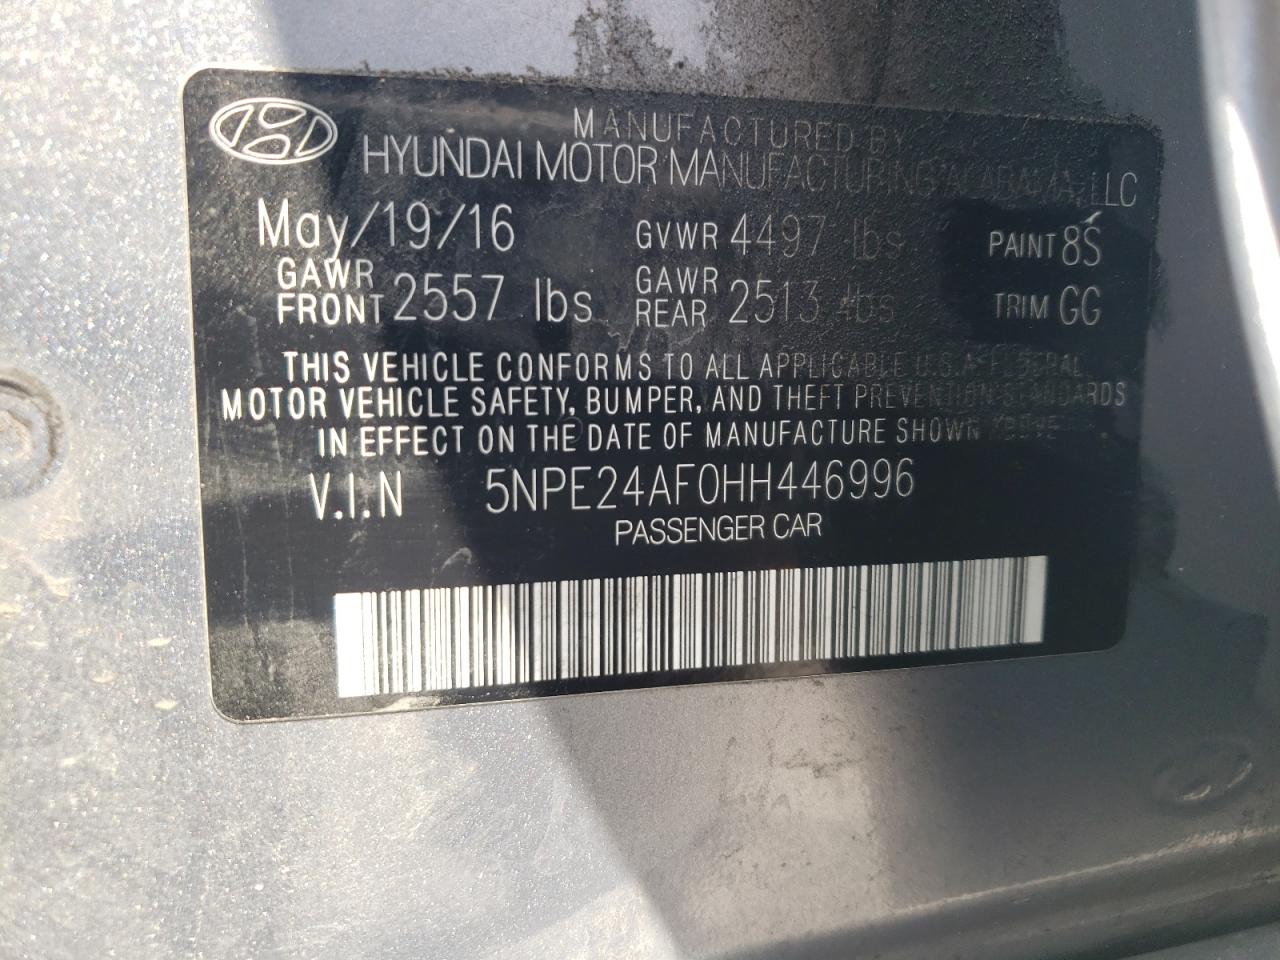 MANUFACTURED BY
HYUNDAI MOTOR MANUFACTURING ALABAMA, LLC
May/19/16 GVWR 4497 lbs PAINT 8S
GAWR FRONT 2557 lbs GAWR REAR 2513 lbs TRIM GG
THIS VEHICLE CONFORMS TO ALL APPLICABLE U.S.A. FEDERAL
MOTOR VEHICLE SAFETY, BUMPER, AND THEFT PREVENTION STANDARDS
IN EFFECT ON THE DATE OF MANUFACTURE SHOWN ABOVE.
V.I.N 5NPE24AF0HH446996
PASSENGER CAR